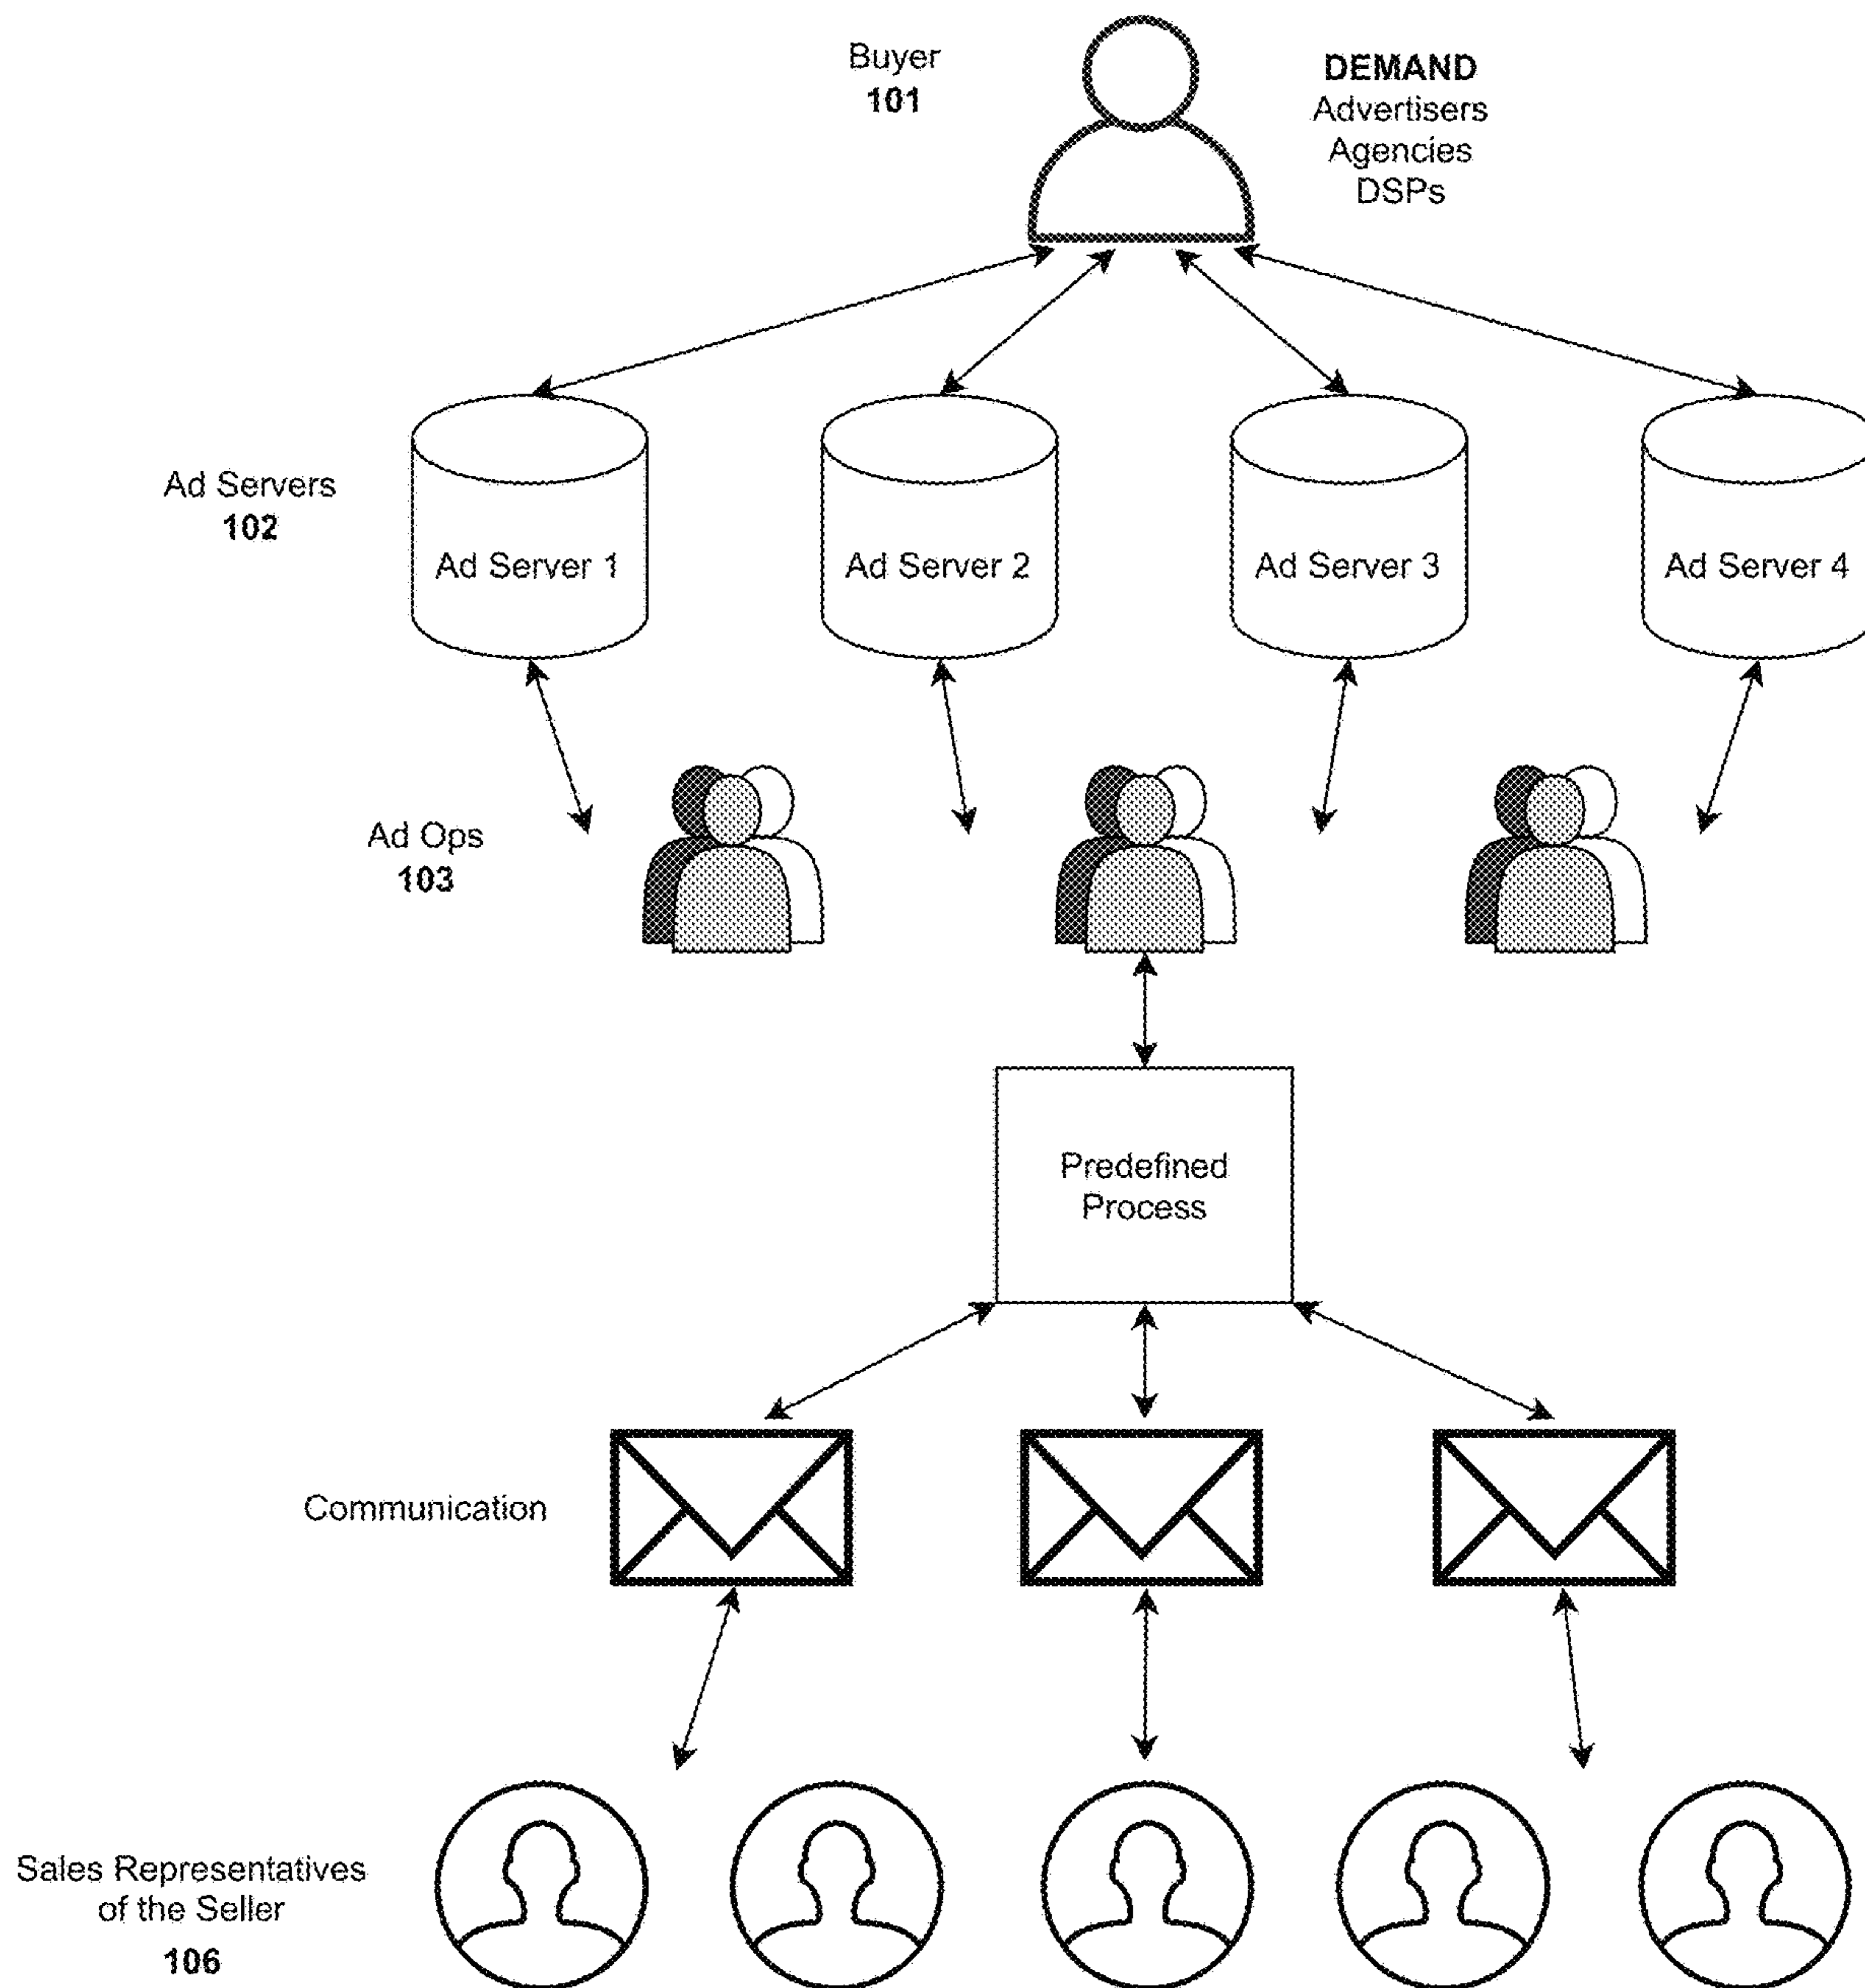 Buyer
101
DEMAND
Advertisers
Agencies
DSPs
Ad Servers
102
Ad Server 1
Ad Server 2
Ad Server 3
Ad Server 4
Ad Ops
103
Predefined
Process
Communication
Sales Representatives
of the Seller
106